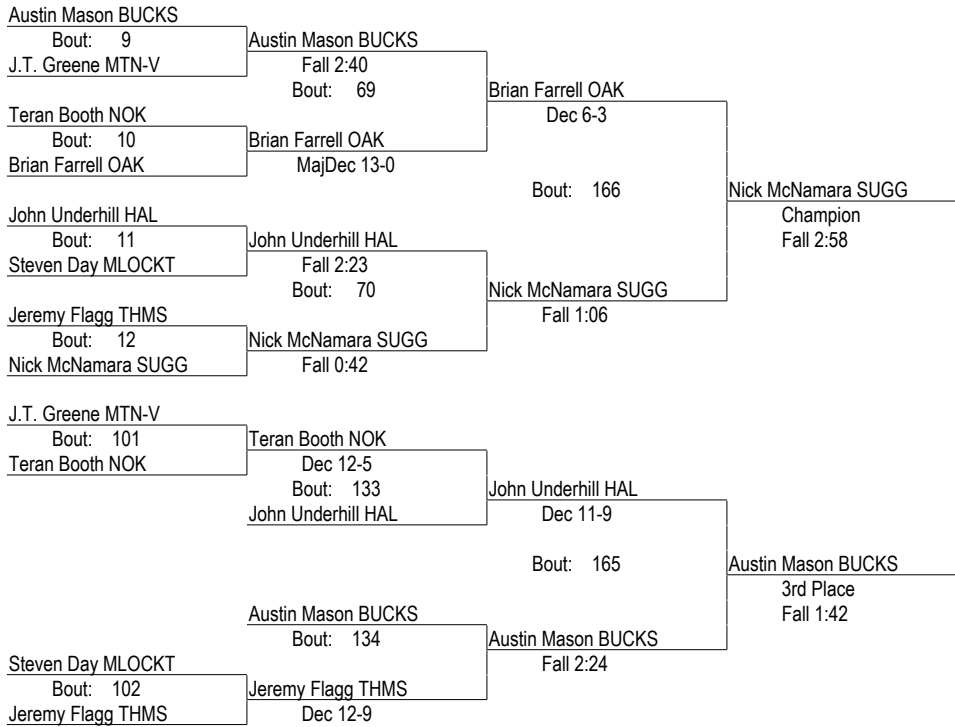 Austin Mason BUCKS
Bout: 9
Austin Mason BUCKS
J.T. Greene MTN-V
Fall 2:40
Bout: 69
Brian Farrell OAK
Teran Booth NOK
Dec 6-3
Bout: 10
Brian Farrell OAK
Brian Farrell OAK
MajDec 13-0
Bout: 166
Nick McNamara SUGG
John Underhill HAL
Champion
Bout: 11
John Underhill HAL
Fall 2:58
Steven Day MLOCKT
Fall 2:23
Bout: 70
Nick McNamara SUGG
Jeremy Flagg THMS
Fall 1:06
Bout: 12
Nick McNamara SUGG
Nick McNamara SUGG
Fall 0:42
J.T. Greene MTN-V
Bout: 101
Teran Booth NOK
Teran Booth NOK
Dec 12-5
Bout: 133
John Underhill HAL
John Underhill HAL
Dec 11-9
Bout: 165
Austin Mason BUCKS
3rd Place
Austin Mason BUCKS
Fall 1:42
Bout: 134
Austin Mason BUCKS
Steven Day MLOCKT
Fall 2:24
Bout: 102
Jeremy Flagg THMS
Jeremy Flagg THMS
Dec 12-9